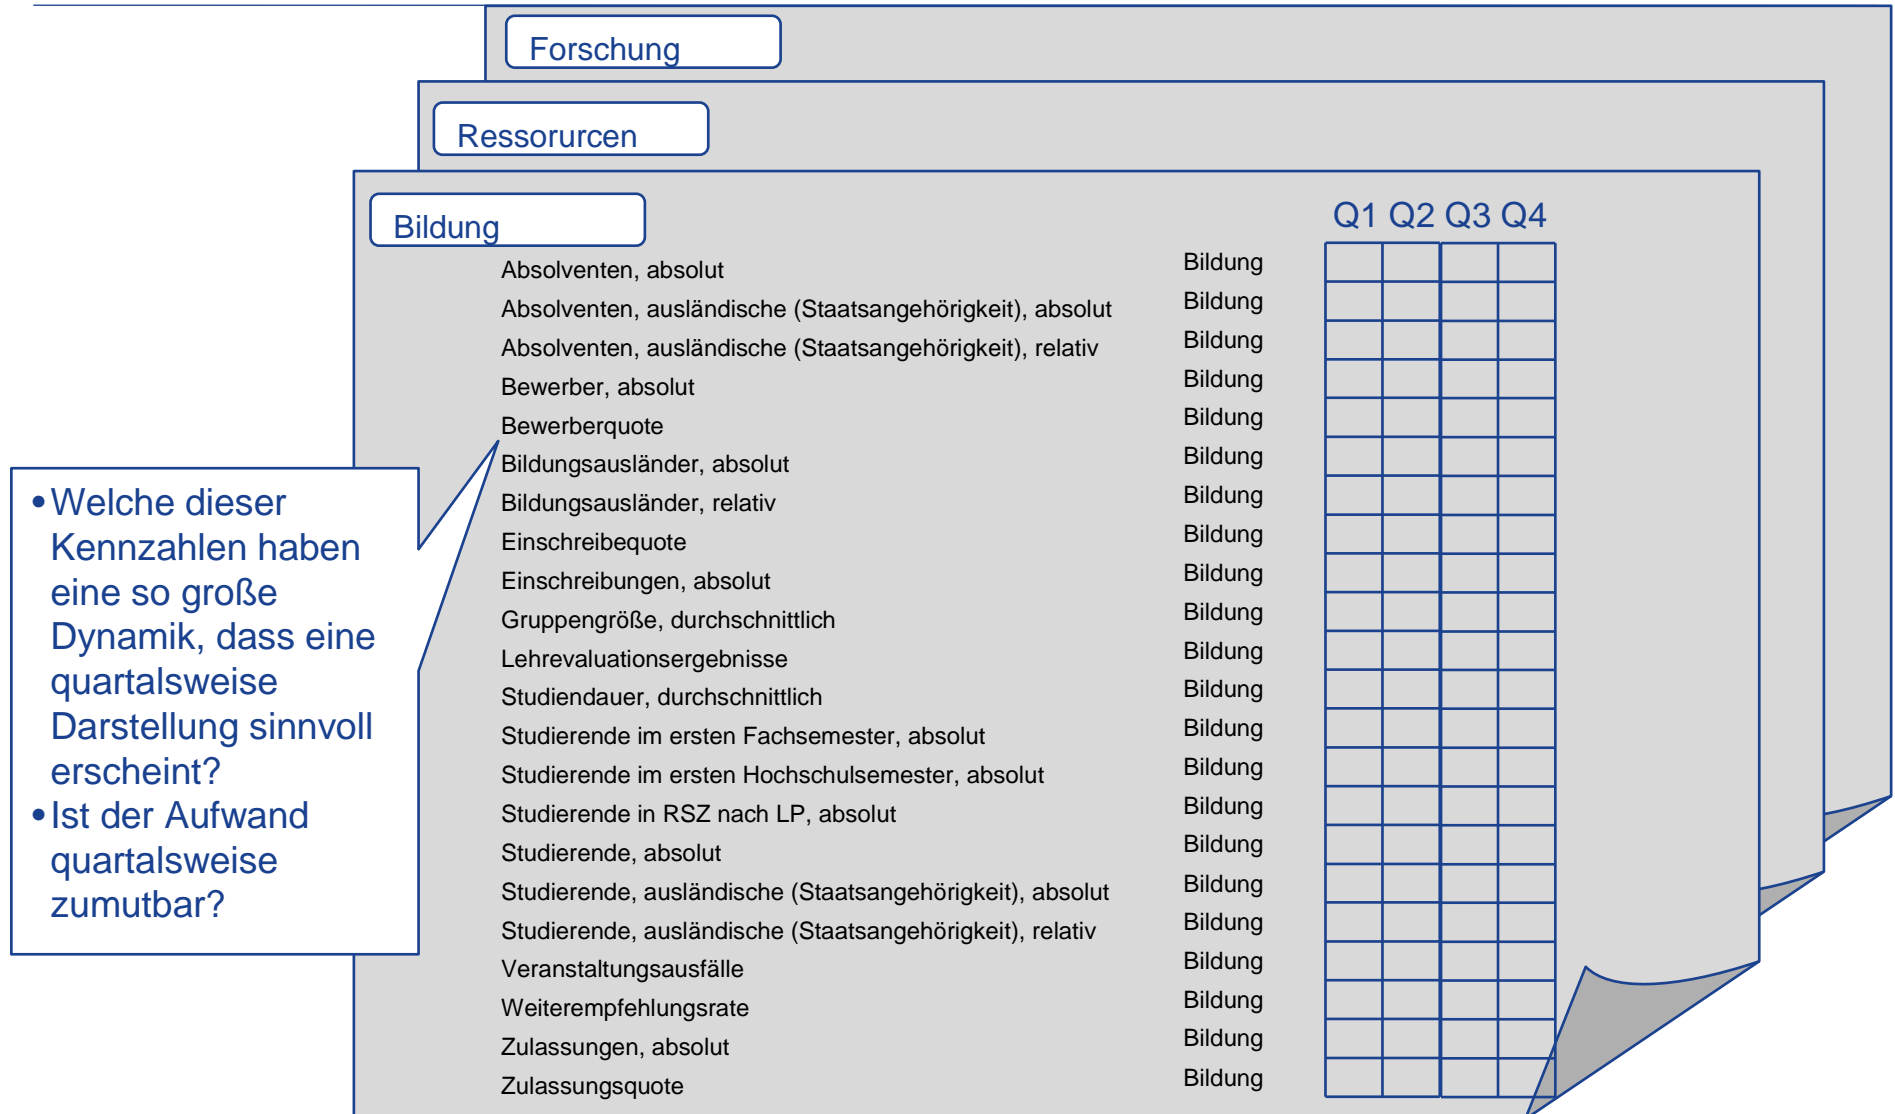 Forschung
Ressorurcen
Bildung
Q1 Q2 Q3 Q4
Absolventen, absolut Bildung
Absolventen, ausländische (Staatsangehörigkeit), absolut Bildung
Absolventen, ausländische (Staatsangehörigkeit), relativ Bildung
Bewerber, absolut Bildung
Bewerberquote Bildung
Bildungsausländer, absolut Bildung
Bildungsausländer, relativ Bildung
Einschreibequote Bildung
Einschreibungen, absolut Bildung
Gruppengröße, durchschnittlich Bildung
Lehrevaluationsergebnisse Bildung
Studiendauer, durchschnittlich Bildung
Studierende im ersten Fachsemester, absolut Bildung
Studierende im ersten Hochschulsemester, absolut Bildung
Studierende in RSZ nach LP, absolut Bildung
Studierende, absolut Bildung
Studierende, ausländische (Staatsangehörigkeit), absolut Bildung
Studierende, ausländische (Staatsangehörigkeit), relativ Bildung
Veranstaltungsausfälle Bildung
Weiterempfehlungsrate Bildung
Zulassungen, absolut Bildung
Zulassungsquote Bildung
•Welche dieser
Kennzahlen haben
eine so große
Dynamik, dass eine
quartalsweise
Darstellung sinnvoll
erscheint?
•Ist der Aufwand
quartalsweise
zumutbar?